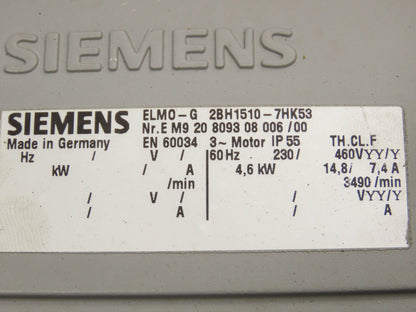 SIEMENS
SIEMENS ELMO-G 2BH1510-7HK53
Nr. E M9 20 8093 08 006 /00
Made in Germany EN 60034 3~ Motor IP 55 TH.CL.F
Hz / V / 60 Hz 230/ 460VYY/Y
kW / A 4,6 kW 14,8/ 7,4 A
/min 3490 /min
/ V / / VYY/Y
/ A / A